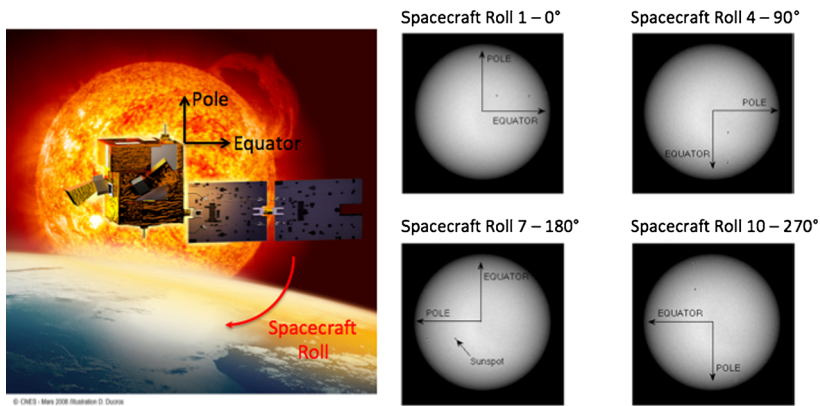 Spacecraft Roll 1 – 0°
Spacecraft Roll 4 – 90°
Pole
Equator
Spacecraft
Roll
POLE
EQUATOR
POLE
EQUATOR
Spacecraft Roll 7 – 180°
Spacecraft Roll 10 – 270°
EQUATOR
POLE
Sunspot
EQUATOR
POLE
© CNES - Mars 2008 Illustration D. Ducros